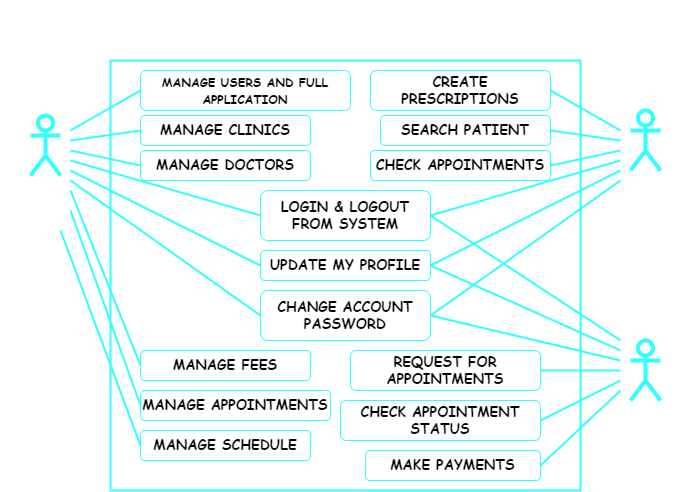 MANAGE USERS AND FULL
APPLICATION
CREATE
PRESCRIPTIONS
MANAGE CLINICS
SEARCH PATIENT
MANAGE DOCTORS
CHECK APPOINTMENTS
LOGIN & LOGOUT
FROM SYSTEM
UPDATE MY PROFILE
CHANGE ACCOUNT
PASSWORD
MANAGE FEES
REQUEST FOR
APPOINTMENTS
MANAGE APPOINTMENTS
CHECK APPOINTMENT
STATUS
MANAGE SCHEDULE
MAKE PAYMENTS